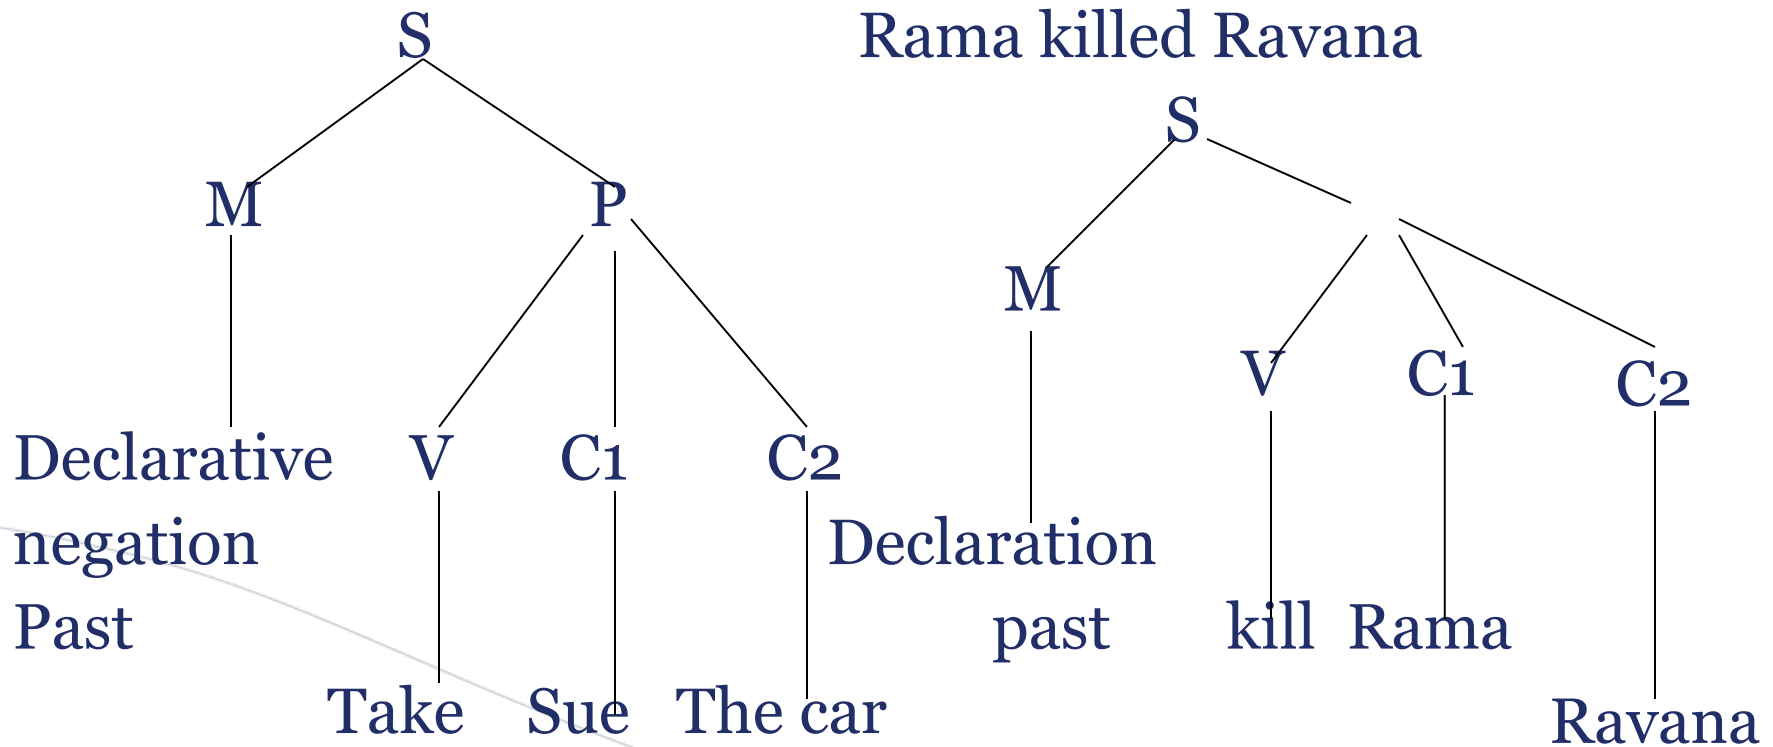 S
M P
Declarative V C1 C2
negation
Past
Take Sue The car
Rama killed Ravana
S
M
V C1 C2
Declaration
past kill Rama
Ravana